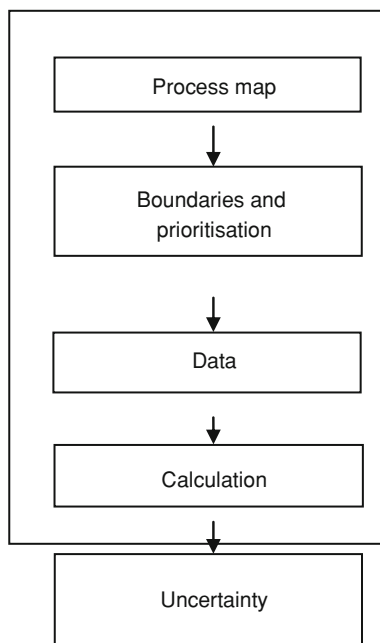 Process map
Boundaries and
prioritisation
Data
Calculation
Uncertainty